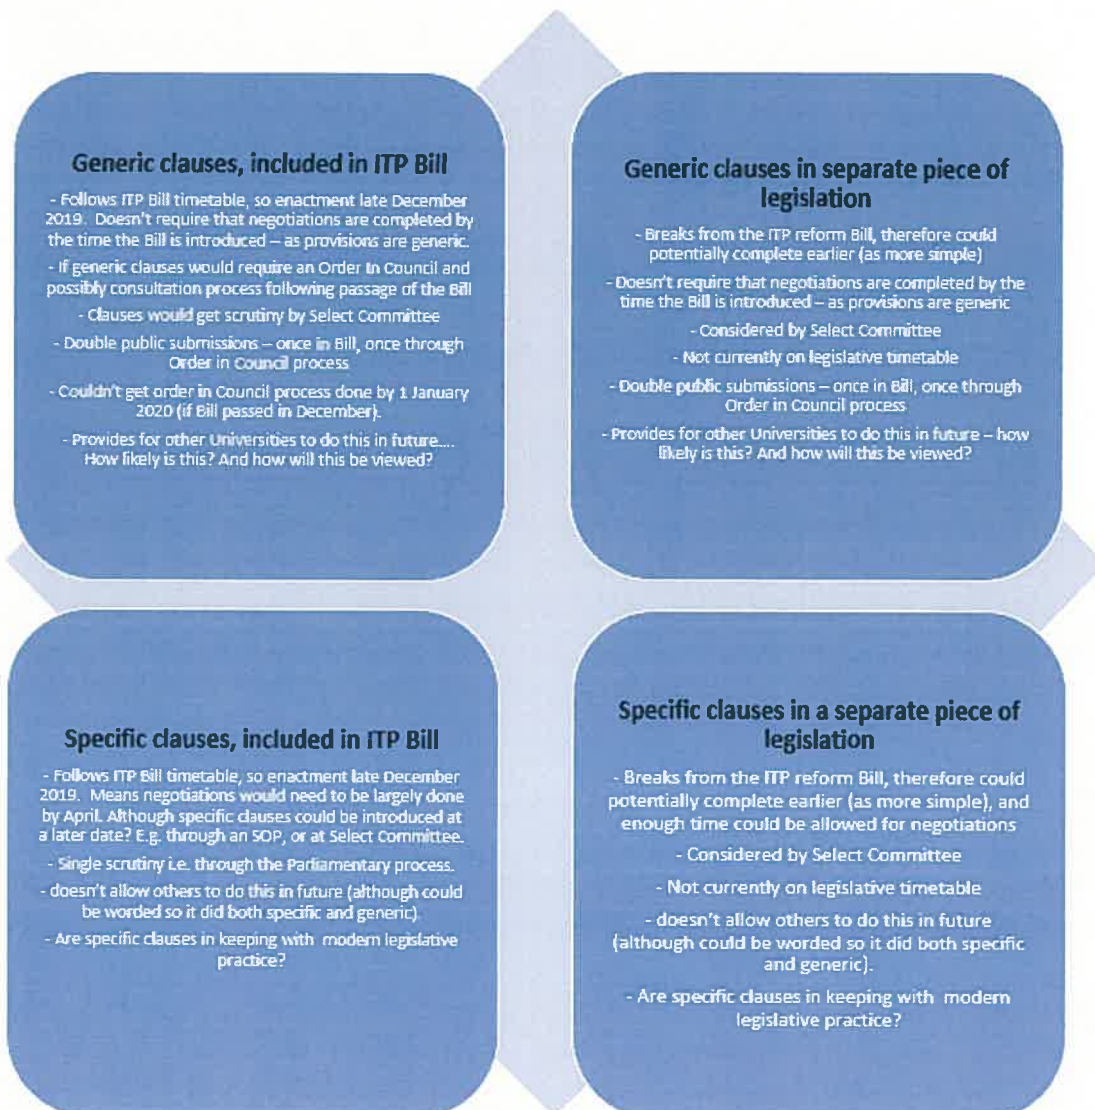 Generic clauses, included in ITP Bill
- Follows ITP Bill timetable, so enactment late December
2019. Doesn't require that negotiations are completed by
the time the Bill is introduced – as provisions are generic.
- If generic clauses would require an Order In Council and
possibly consultation process following passage of the Bill
- Clauses would get scrutiny by Select Committee
- Double public submissions – once in Bill, once through
Order in Council process
- Couldn't get order in Council process done by 1 January
2020 (if Bill passed in December).
- Provides for other Universities to do this in future....
How likely is this? And how will this be viewed?
Generic clauses in separate piece of
legislation
- Breaks from the ITP reform Bill, therefore could
potentially complete earlier (as more simple)
- Doesn't require that negotiations are completed by the
time the Bill is introduced – as provisions are generic
- Considered by Select Committee
- Not currently on legislative timetable
- Double public submissions – once in Bill, once through
Order in Council process
- Provides for other Universities to do this in future – how
likely is this? And how will this be viewed?
Specific clauses, included in ITP Bill
- Follows ITP Bill timetable, so enactment late December
2019. Means negotiations would need to be largely done
by April. Although specific clauses could be introduced at
a later date? E.g. through an SOP, or at Select Committee.
- Single scrutiny i.e. through the Parliamentary process.
- doesn't allow others to do this in future (although could
be worded so it did both specific and generic).
- Are specific clauses in keeping with modern legislative
practice?
Specific clauses in a separate piece of
legislation
- Breaks from the ITP reform Bill, therefore could
potentially complete earlier (as more simple), and
enough time could be allowed for negotiations
- Considered by Select Committee
- Not currently on legislative timetable
- doesn't allow others to do this in future
(although could be worded so it did both specific
and generic).
- Are specific clauses in keeping with modern
legislative practice?